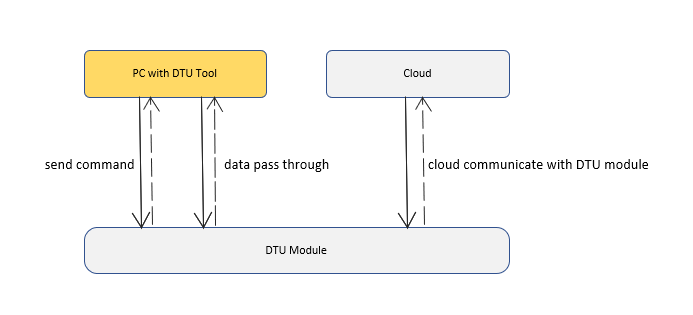 PC with DTU Tool
Cloud
send command
data pass through
cloud communicate with DTU module
DTU Module